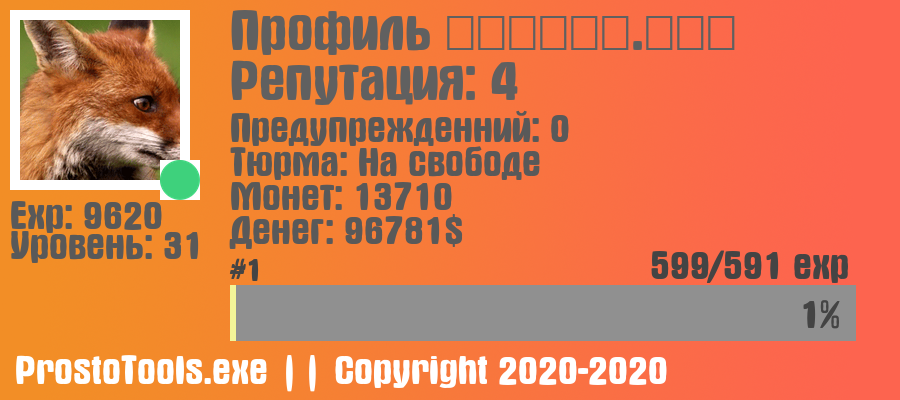 Профиль □□□□□□.□□□
Репутация: 4
Предупрежденний: 0
Тюрма: На свободе
Монет: 13710
Денег: 96781$
Exp: 9620
Уровень: 31
#1
599/591 exp
1%
ProstoTools.exe || Copyright 2020-2020